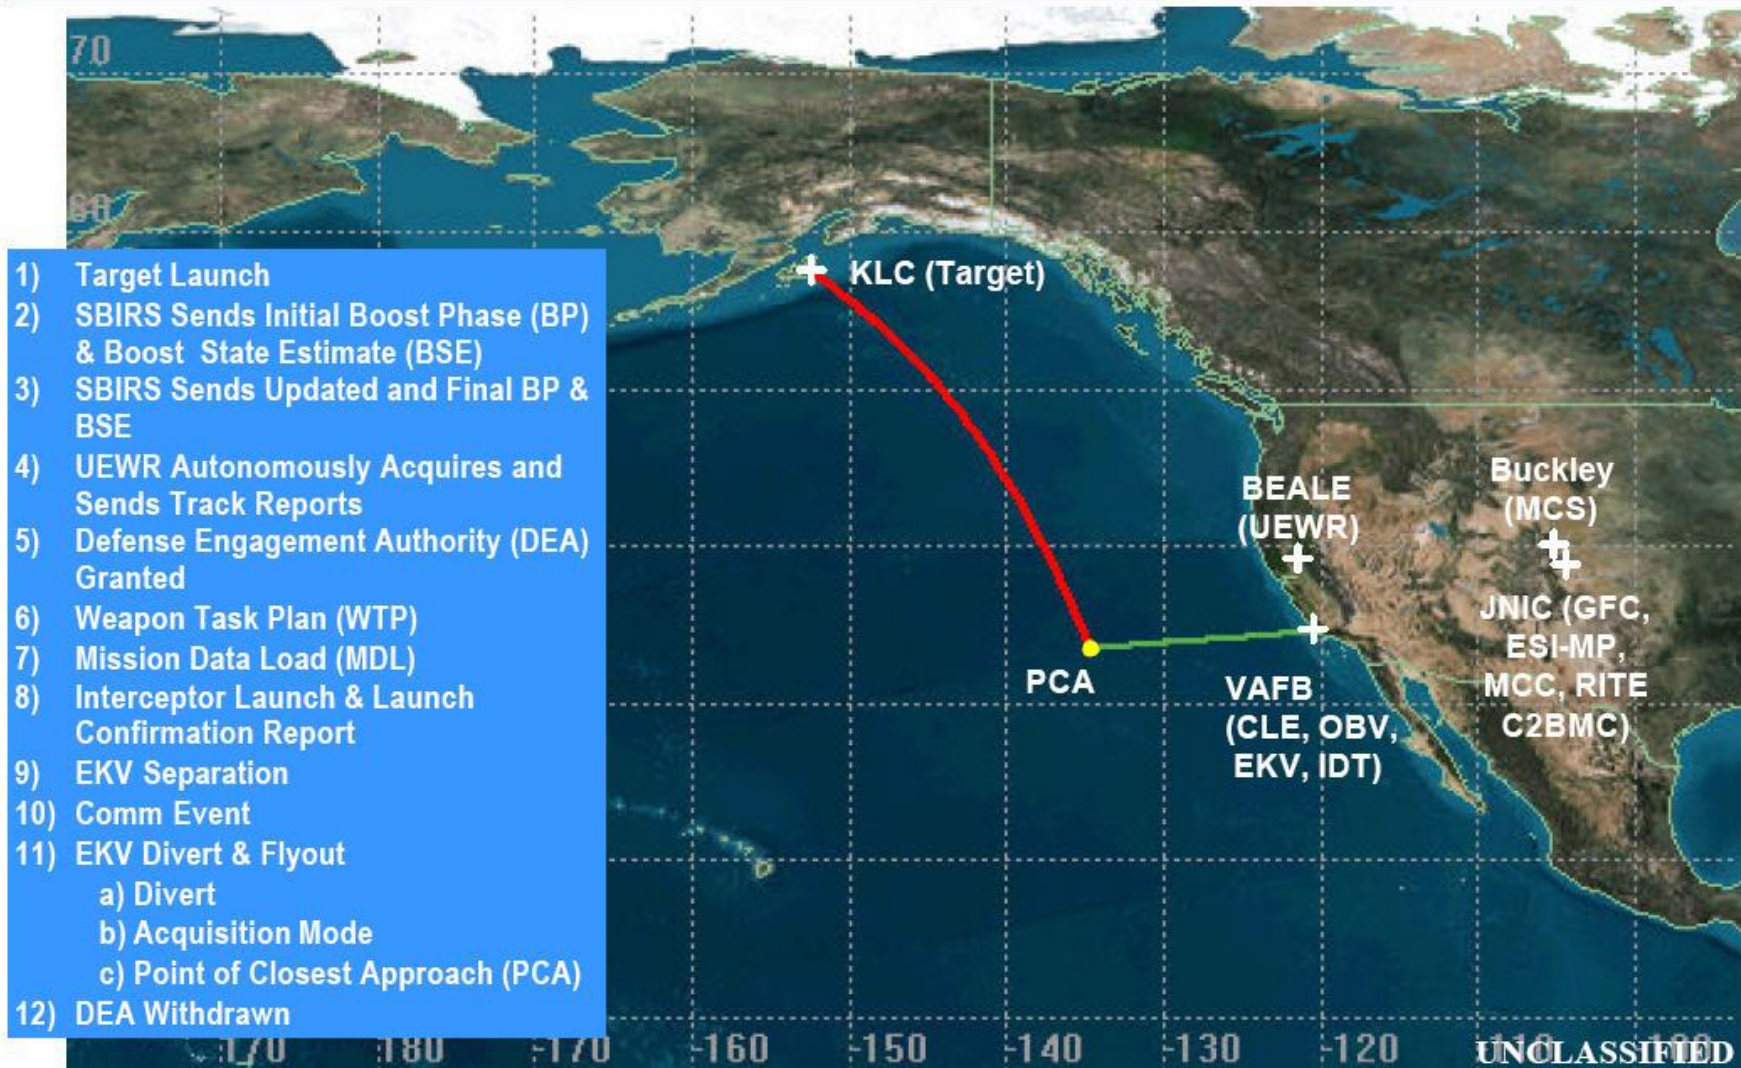 70
60
1) Target Launch
2) SBIRS Sends Initial Boost Phase (BP)
& Boost State Estimate (BSE)
3) SBIRS Sends Updated and Final BP &
BSE
4) UEWR Autonomously Acquires and
Sends Track Reports
5) Defense Engagement Authority (DEA)
Granted
6) Weapon Task Plan (WTP)
7) Mission Data Load (MDL)
8) Interceptor Launch & Launch
Confirmation Report
9) EKV Separation
10) Comm Event
11) EKV Divert & Flyout
a) Divert
b) Acquisition Mode
c) Point of Closest Approach (PCA)
12) DEA Withdrawn
KLC (Target)
BEALE
(UEWR)
Buckley
(MCS)
JNIC (GFC,
ESI-MP,
MCC, RITE
C2BMC)
PCA
VAFB
(CLE, OBV,
EKV, IDT)
170 180 -170 -160 -150 -140 -130 -120 -110 -100
UNCLASSIFIED